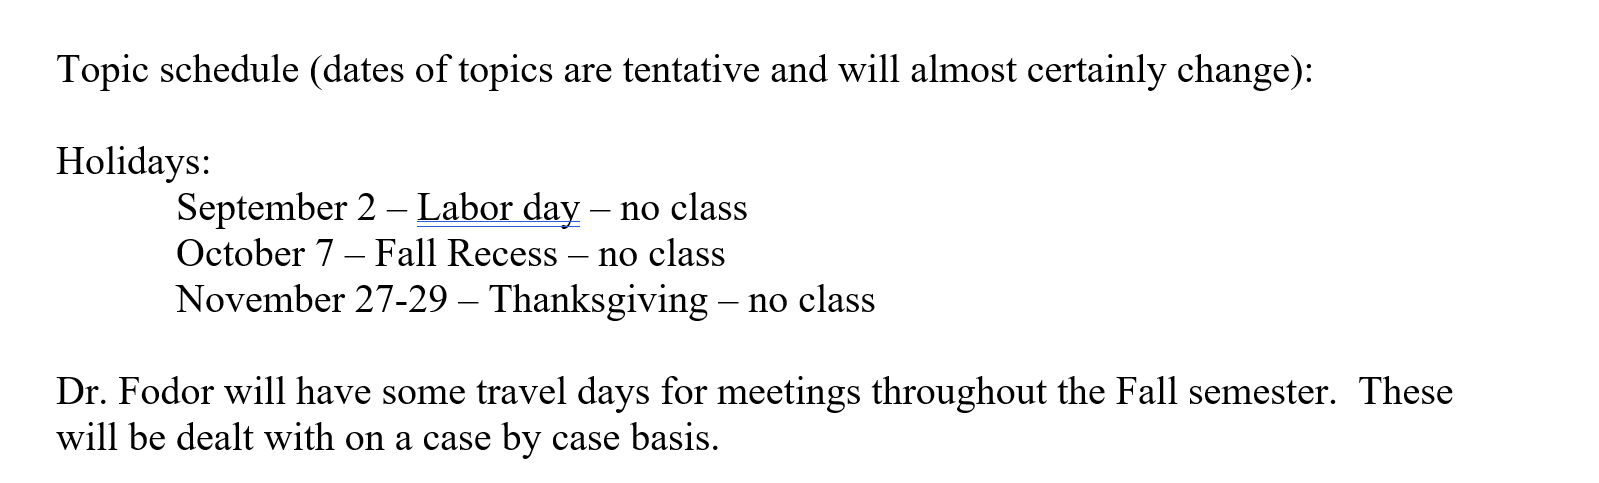 Topic schedule (dates of topics are tentative and will almost certainly change):
Holidays:
September 2 – Labor day – no class
October 7 – Fall Recess – no class
November 27-29 – Thanksgiving – no class
Dr. Fodor will have some travel days for meetings throughout the Fall semester.  These
will be dealt with on a case by case basis.